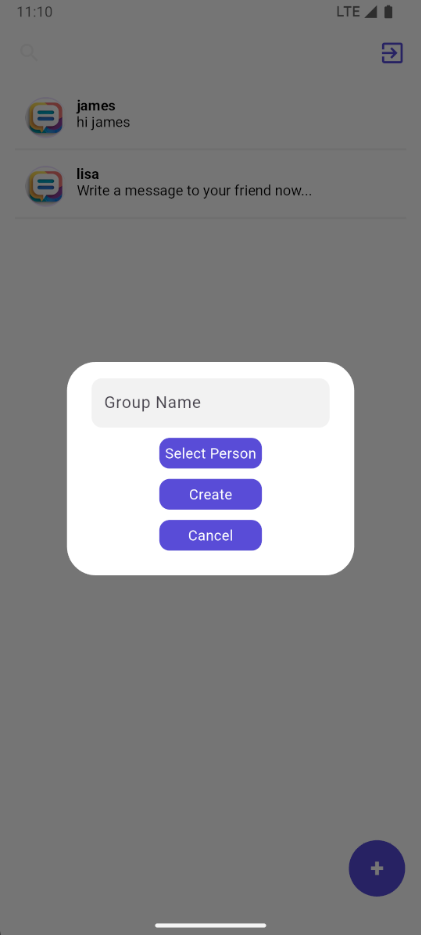 11:10
LTE
james
hi james
lisa
Write a message to your friend now...
Group Name
Select Person
Create
Cancel
+